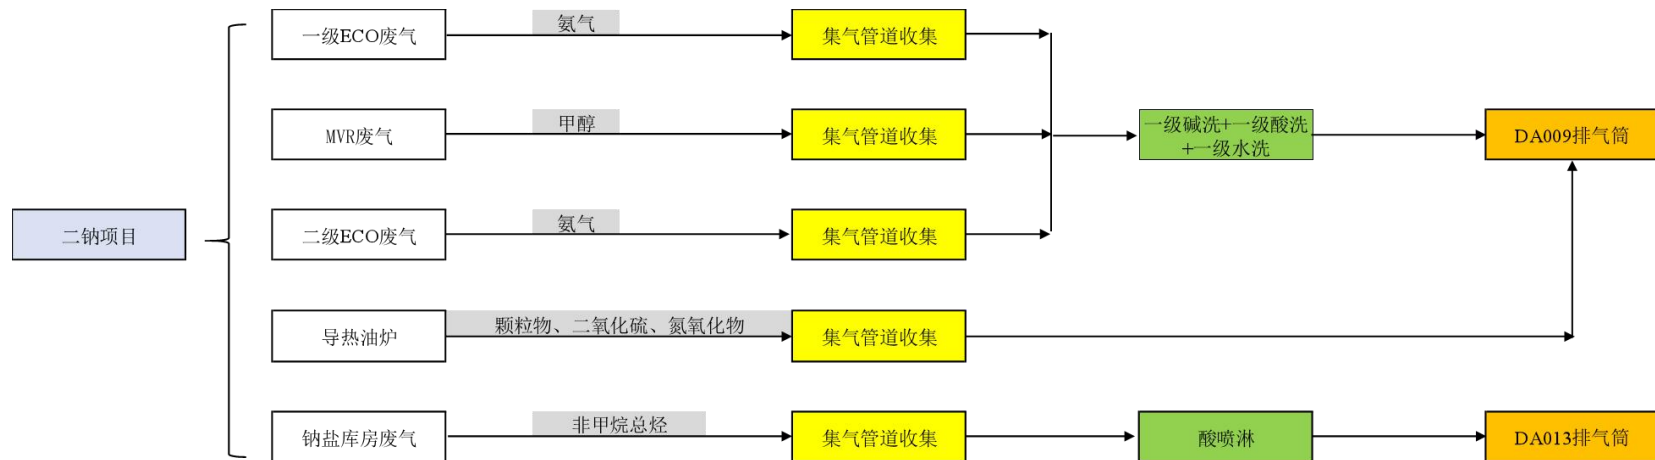 一级ECO废气
氨气
集气管道收集
MVR废气
甲醇
集气管道收集
一级碱洗+一级酸洗
+一级水洗
DA009排气筒
二钠项目
二级ECO废气
氨气
集气管道收集
导热油炉
颗粒物、二氧化硫、氮氧化物
集气管道收集
钠盐库房废气
非甲烷总烃
集气管道收集
酸喷淋
DA013排气筒